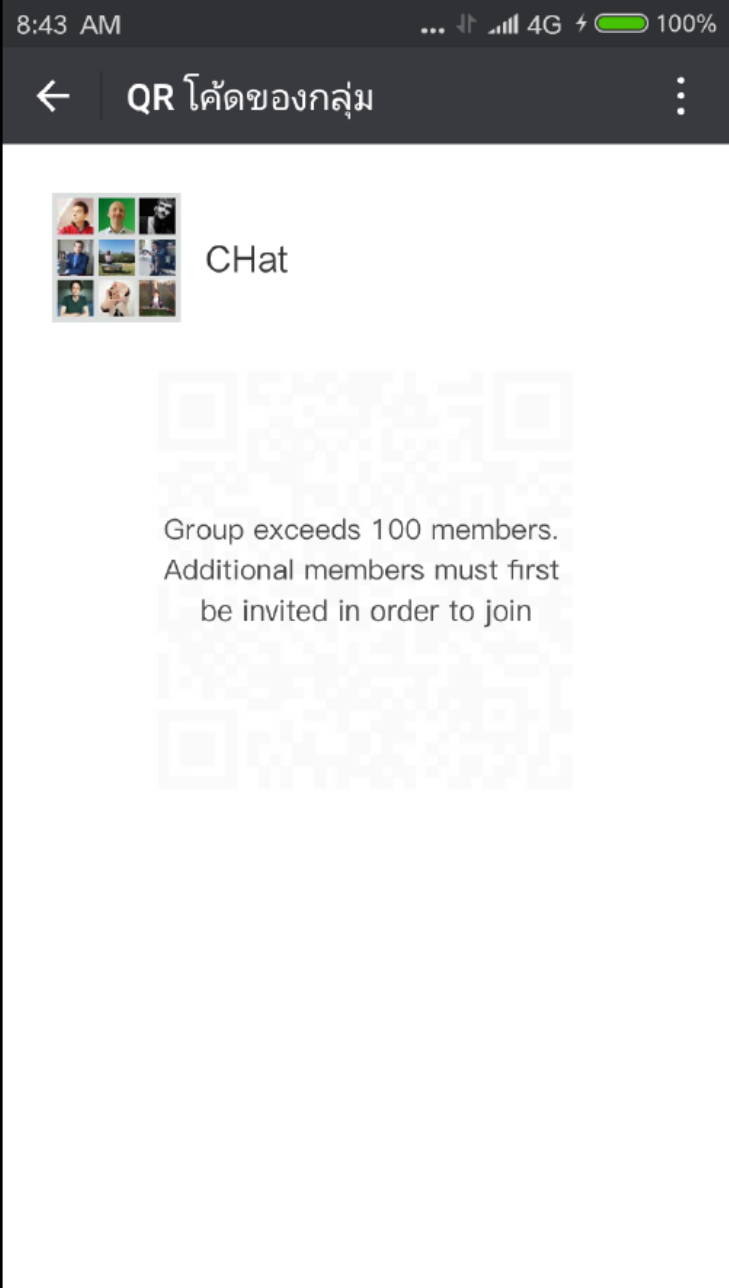 8:43 AM ... 4G 100%
QR โค้ดของกลุ่ม
CHat
Group exceeds 100 members.
Additional members must first
be invited in order to join